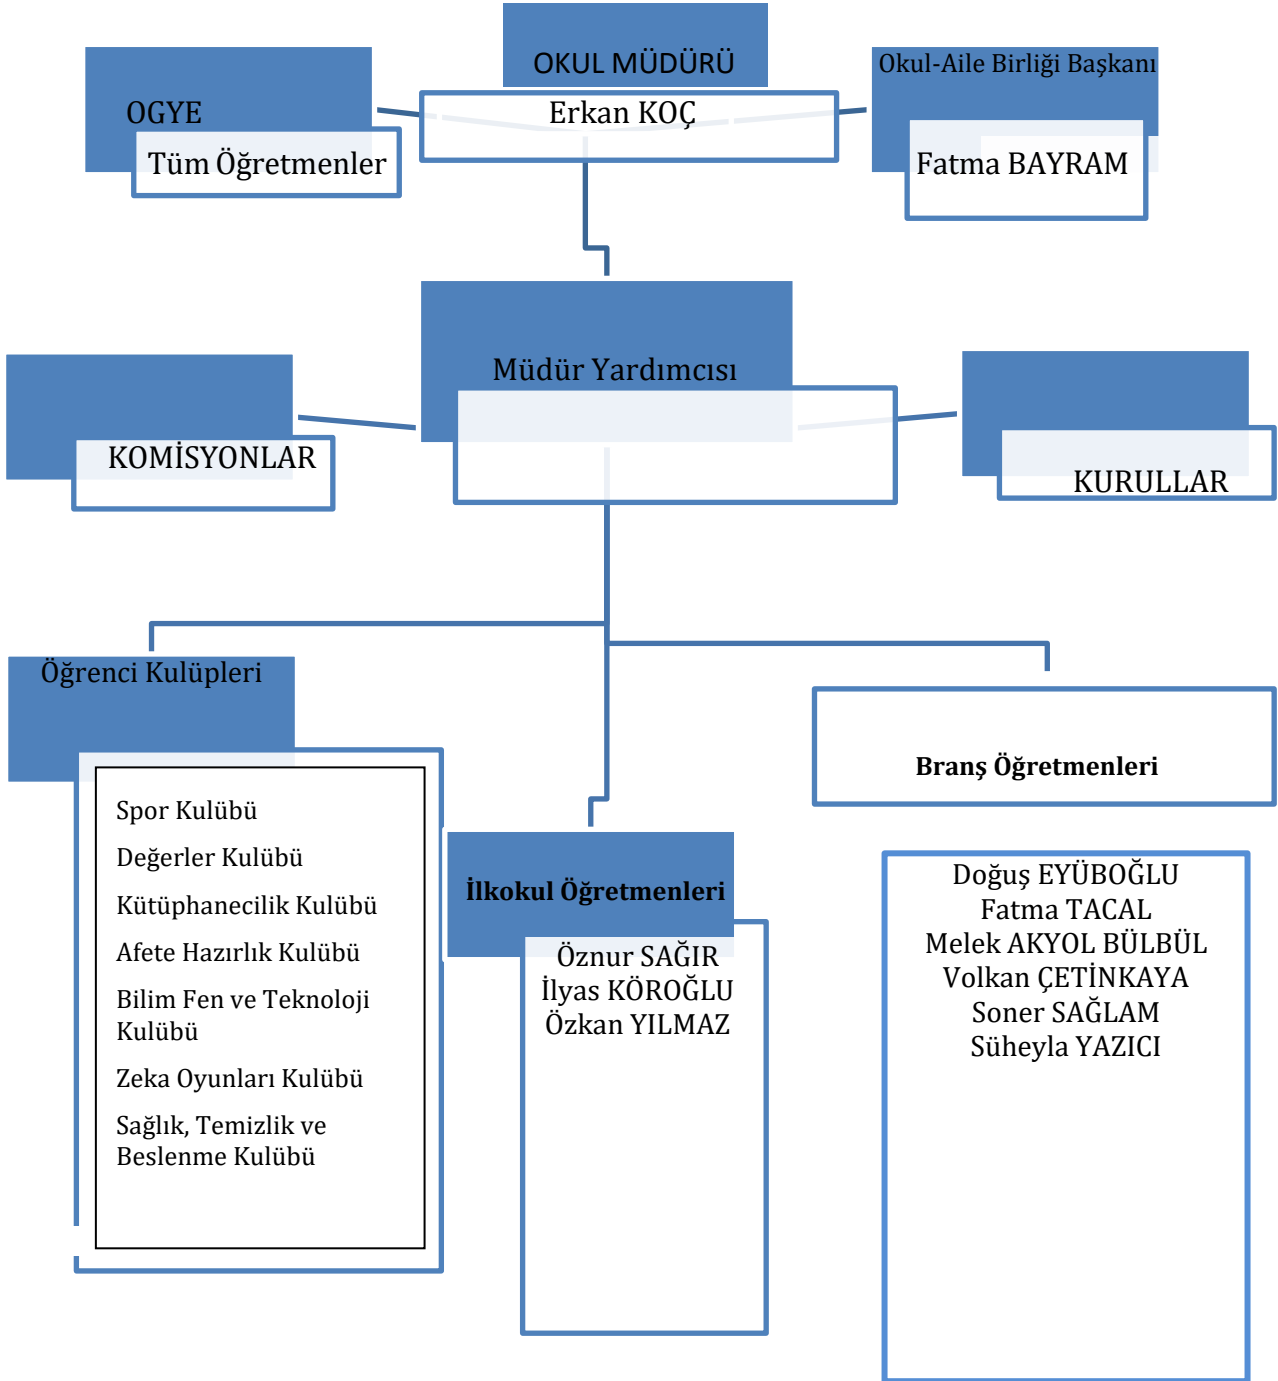 OKUL MÜDÜRÜ
Erkan KOÇ
OGYE
Tüm Öğretmenler
Okul-Aile Birliği Başkanı
Fatma BAYRAM
Müdür Yardımcısı
KOMİSYONLAR
KURULLAR
Öğrenci Kulüpleri
Spor Kulübü
Değerler Kulübü
Kütüphanecilik Kulübü
Afete Hazırlık Kulübü
Bilim Fen ve Teknoloji
Kulübü
Zeka Oyunları Kulübü
Sağlık, Temizlik ve
Beslenme Kulübü
İlkokul Öğretmenleri
Öznur SAĞIR
İlyas KÖROĞLU
Özkan YILMAZ
Branş Öğretmenleri
Doğuş EYÜBOĞLU
Fatma TACAL
Melek AKYOL BÜLBÜL
Volkan ÇETİNKAYA
Soner SAĞLAM
Süheyla YAZICI